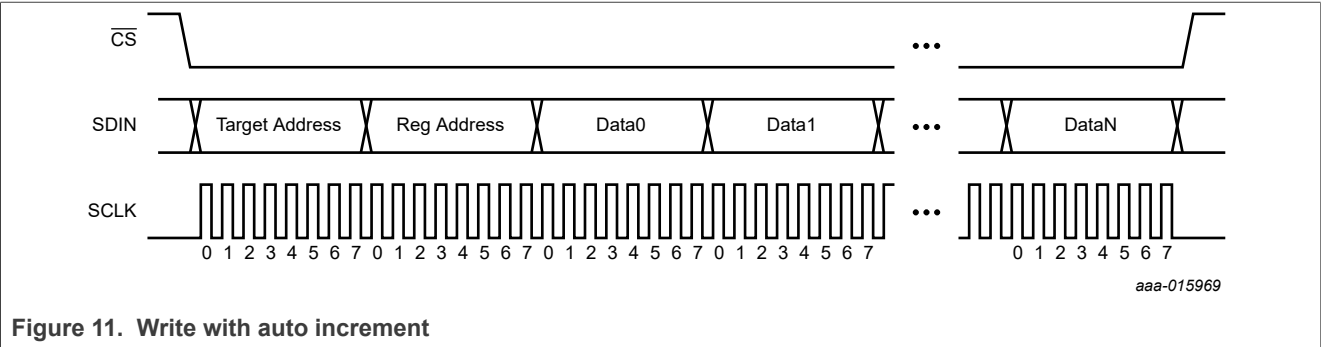 CS
•••
SDIN Target Address Reg Address Data0 Data1 ••• DataN
SCLK •••
0 1 2 3 4 5 6 7 0 1 2 3 4 5 6 7 0 1 2 3 4 5 6 7 0 1 2 3 4 5 6 7 0 1 2 3 4 5 6 7
aaa-015969
Figure 11. Write with auto increment